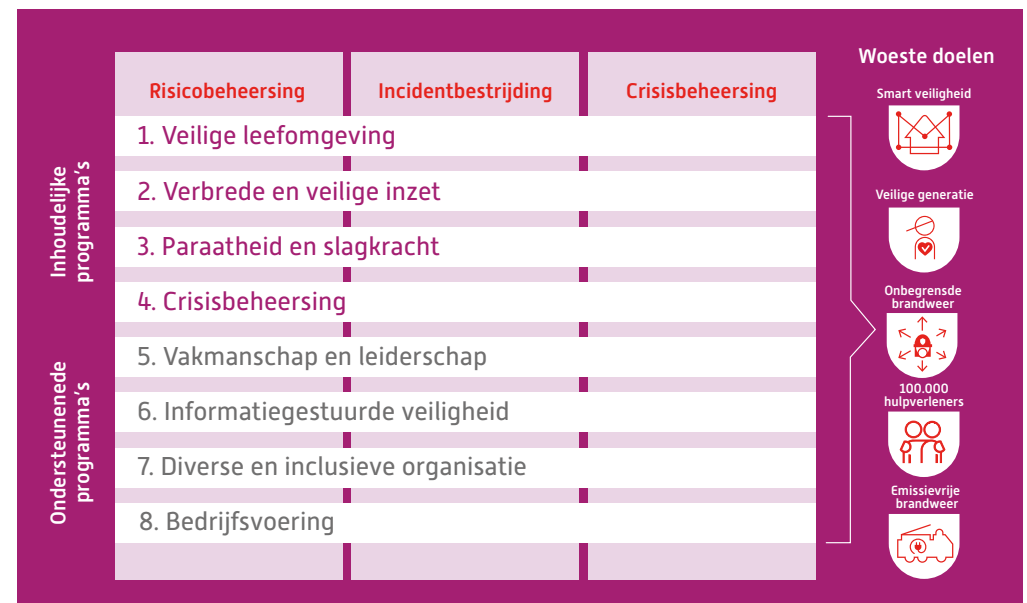 Woeste doelen
Risicobeheersing
Incidentbestrijding
Crisisbeheersing
Inhoudelijke
programma's
1. Veilige leefomgeving
2. Verbrede en veilige inzet
3. Paraatheid en slagkracht
4. Crisisbeheersing
Ondersteunenede
programma's
5. Vakmanschap en leiderschap
6. Informatiegestuurde veiligheid
7. Diverse en inclusieve organisatie
8. Bedrijfsvoering
Smart veiligheid
Veilige generatie
Onbegrensde
brandweer
100.000
hulpverleners
Emissievrije
brandweer